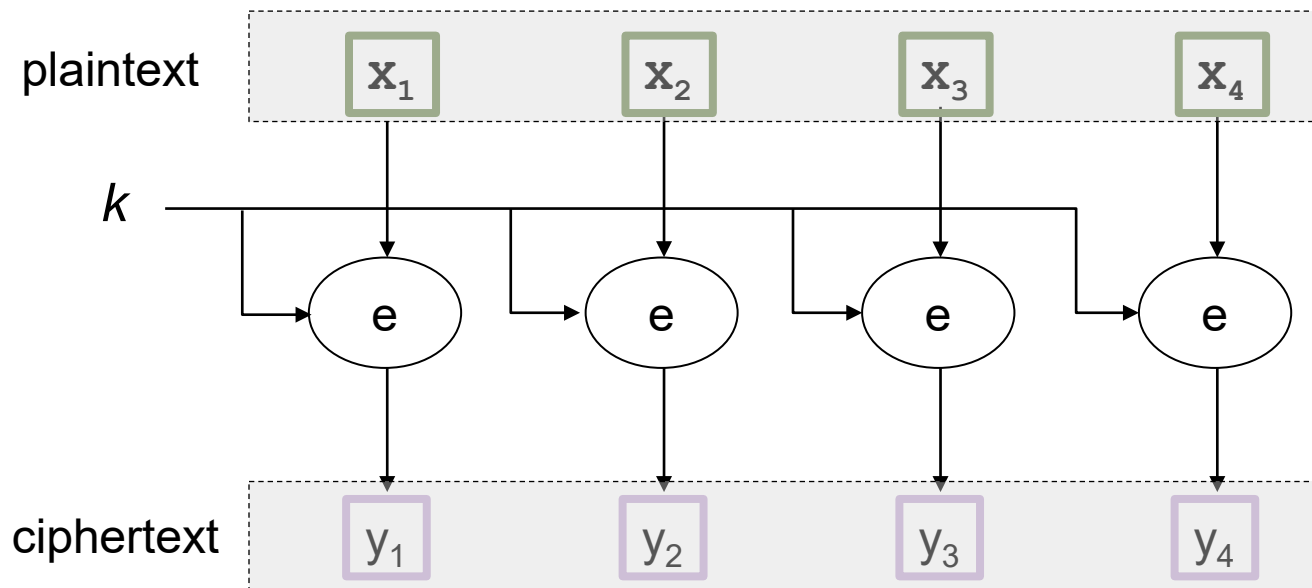 plaintext x₁ x₂ x₃ x₄
k
e e e e
ciphertext y₁ y₂ y₃ y₄